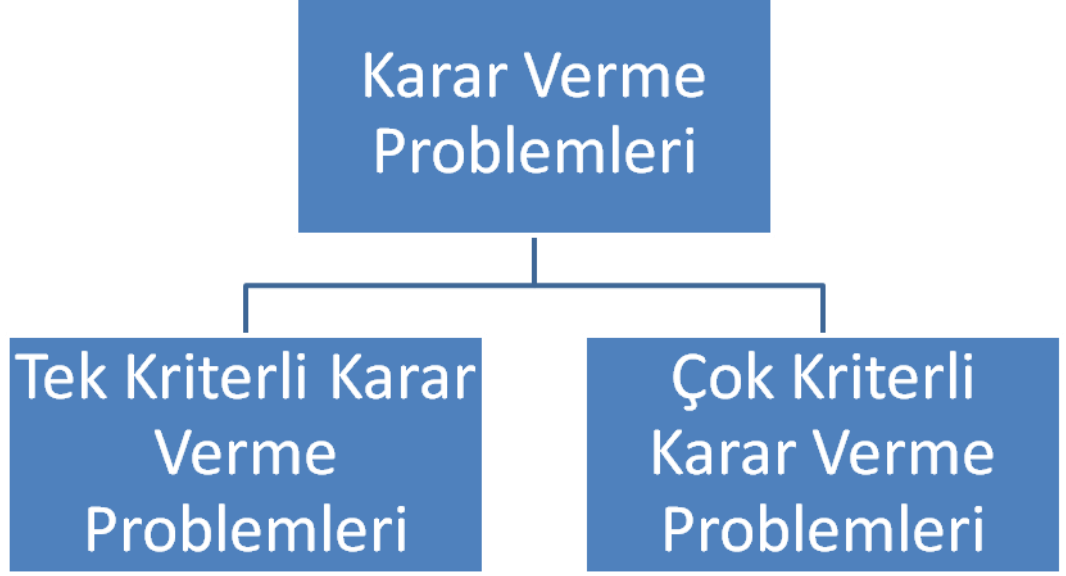 Karar Verme
Problemleri
Tek Kriterli Karar
Verme
Problemleri
Çok Kriterli
Karar Verme
Problemleri